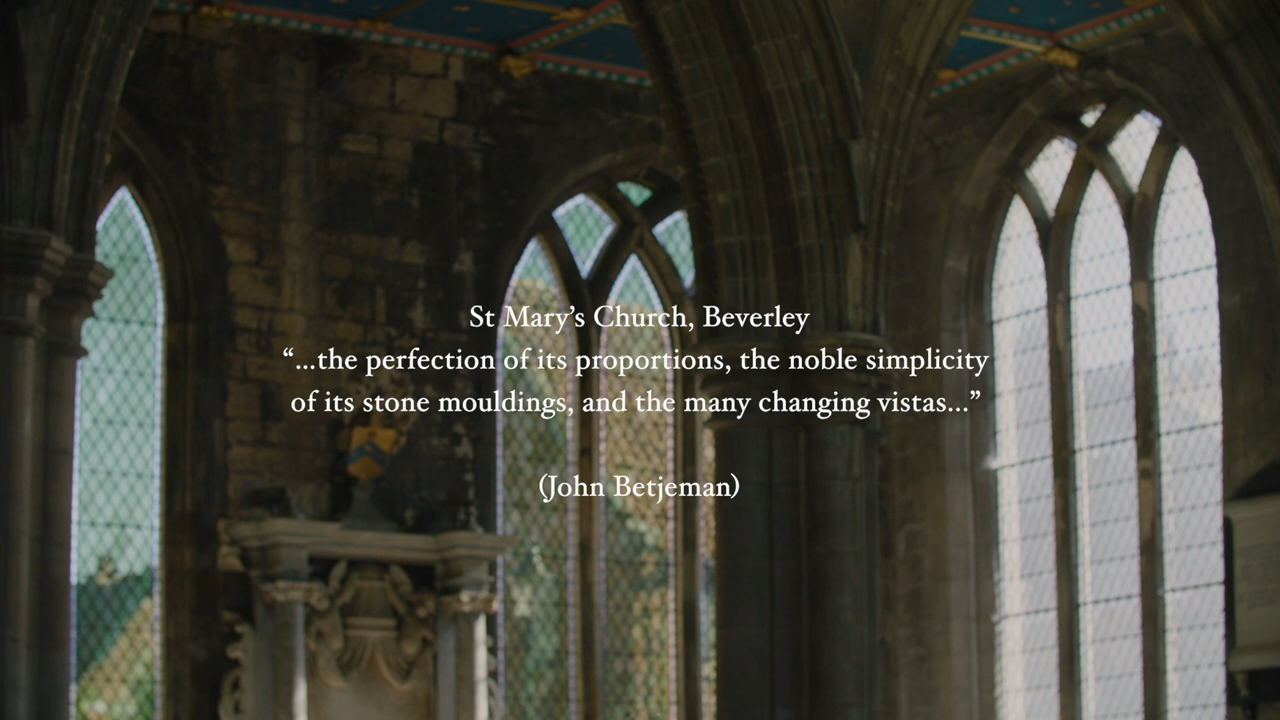 St Mary’s Church, Beverley
“...the perfection of its proportions, the noble simplicity
of its stone mouldings, and the many changing vistas...”
(John Betjeman)